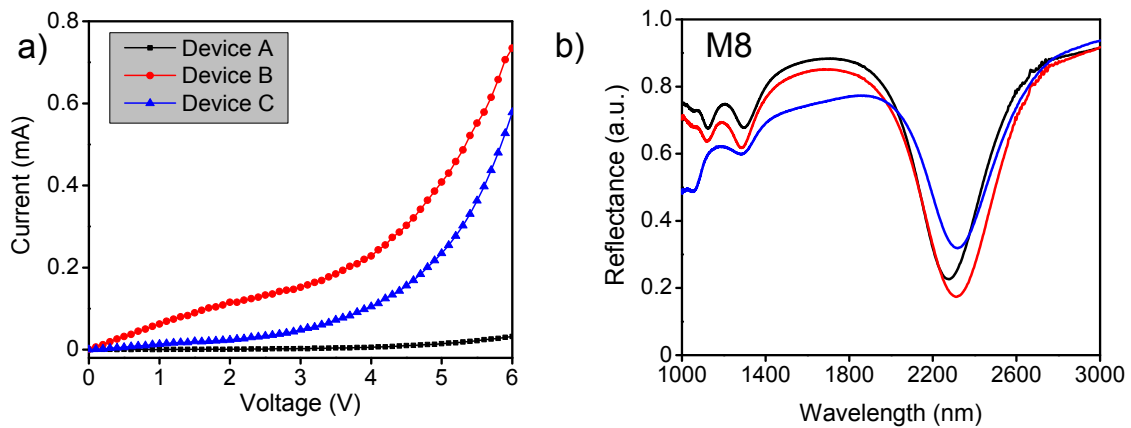 a)
0.8
0.6
0.4
0.2
0
Current (mA)
Device A
Device B
Device C
0 1 2 3 4 5 6
Voltage (V)
b)
M8
1.0
0.8
0.6
0.4
0.2
0.0
Reflectance (a.u.)
1000 1400 1800 2200 2600 3000
Wavelength (nm)